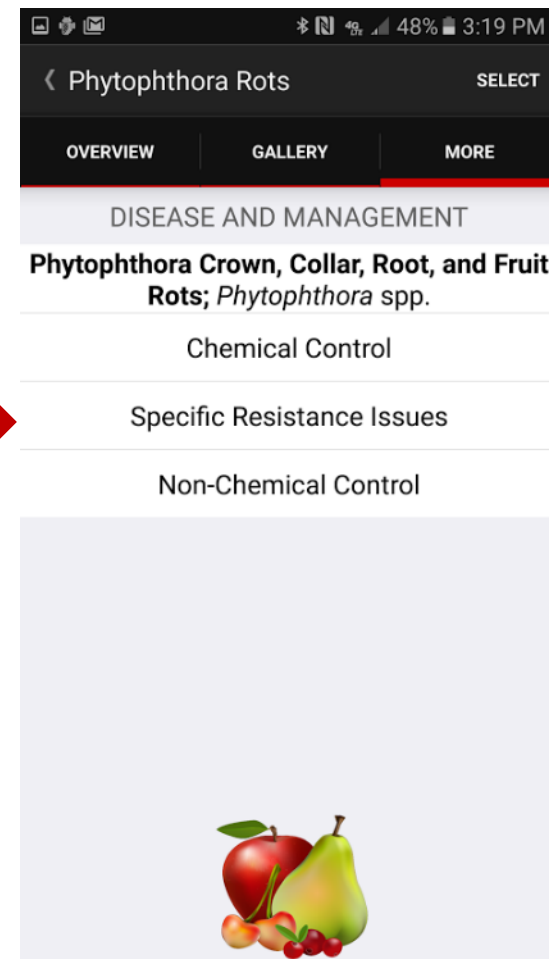 48% 3:19 PM
Phytophthora Rots SELECT
OVERVIEW GALLERY MORE
DISEASE AND MANAGEMENT
Phytophthora Crown, Collar, Root, and Fruit
Rots; Phytophthora spp.
Chemical Control
Specific Resistance Issues
Non-Chemical Control